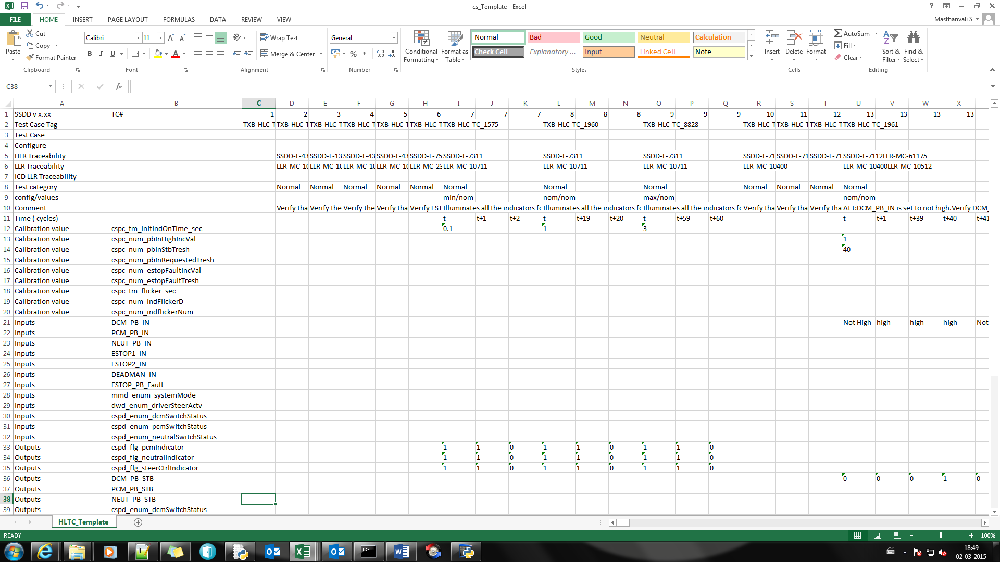 cs_Template - Excel
FILE HOME INSERT PAGE LAYOUT FORMULAS DATA REVIEW VIEW Masthanvali S
Cut
Copy
Format Painter
Paste
Clipboard
Calibri 11
B I U
Font
Wrap Text
Merge & Center
Alignment
General
Number
Conditional Formatting
Format as Table
Normal Bad Good Neutral Calculation
Check Cell Explanatory ... Input Linked Cell Note
Styles
Insert Delete Format
Cells
AutoSum
Fill
Clear
Sort & Filter
Find & Select
Editing
C38
A B C D E F G H I J K L M N O P Q R S T U V W X
1 SSDD v x.xx TC# 1 2 3 4 5 6 7 7 7 8 8 8 9 9 9 10 11 12 13 13 13 13
2 Test Case Tag TXB-HLC-T TXB-HLC-T TXB-HLC-T TXB-HLC-T TXB-HLC-T TXB-HLC-T TXB-HLC-TC_1575 TXB-HLC-TC_1960 TXB-HLC-TC_8828 TXB-HLC-T TXB-HLC-T TXB-HLC-T TXB-HLC-TC_1961
3 Test Case
4 Configure
5 HLR Traceability SSDD-L-43 SSDD-L-13 SSDD-L-43 SSDD-L-43 SSDD-L-75 SSDD-L-7311 SSDD-L-7311 SSDD-L-7311 SSDD-L-71 SSDD-L-71 SSDD-L-71 SSDD-L-7112LLR-MC-61175
6 LLR Traceability LLR-MC-10 LLR-MC-10 LLR-MC-10 LLR-MC-10 LLR-MC-23 LLR-MC-10711 LLR-MC-10711 LLR-MC-10711 LLR-MC-10400 LLR-MC-10400LLR-MC-10512
7 ICD LLR Traceability
8 Test category Normal Normal Normal Normal Normal Normal Normal Normal Normal Normal Normal Normal
9 config/values min/nom nom/nom max/nom nom/nom
10 Comment Verify tha Verify the Verify the Verify tha Verify EST Illuminates all the indicators fo Illuminates all the indicators fo Illuminates all the indicators fo Verify tha Verify tha Verify tha At t:DCM_PB_IN is set to not high.Verify DCM_
11 Time ( cycles) t t+1 t+2 t t+19 t+20 t t+59 t+60 t t+1 t+39 t+40 t+41
12 Calibration value cspc_tm_InitIndOnTime_sec 0.1 1 3
13 Calibration value cspc_num_pbInHighIncVal 1
14 Calibration value cspc_num_pbInStbTresh 40
15 Calibration value cspc_num_pbInRequestedTresh
16 Calibration value cspc_num_estopFaultIncVal
17 Calibration value cspc_num_estopFaultTresh
18 Calibration value cspc_tm_flicker_sec
19 Calibration value cspc_num_indFlickerD
20 Calibration value cspc_num_indflickerNum
21 Inputs DCM_PB_IN Not High high high high Not
22 Inputs PCM_PB_IN
23 Inputs NEUT_PB_IN
24 Inputs ESTOP1_IN
25 Inputs ESTOP2_IN
26 Inputs DEADMAN_IN
27 Inputs ESTOP_PB_Fault
28 Inputs mmd_enum_systemMode
29 Inputs dwd_enum_driverSteerActv
30 Inputs cspd_enum_dcmSwitchStatus
31 Inputs cspd_enum_pcmSwitchStatus
32 Inputs cspd_enum_neutralSwitchStatus
33 Outputs cspd_flg_pcmIndicator 1 1 0 1 1 0 1 1 0
34 Outputs cspd_flg_neutralIndicator 1 1 0 1 1 0 1 1 0
35 Outputs cspd_flg_steerCtrlIndicator 1 1 0 1 1 0 1 1 0
36 Outputs DCM_PB_STB 0 0 0 1 0
37 Outputs PCM_PB_STB
38 Outputs NEUT_PB_STB
39 Outputs cspd_enum_dcmSwitchStatus
HLTC_Template
READY 100%
18:49
02-03-2015